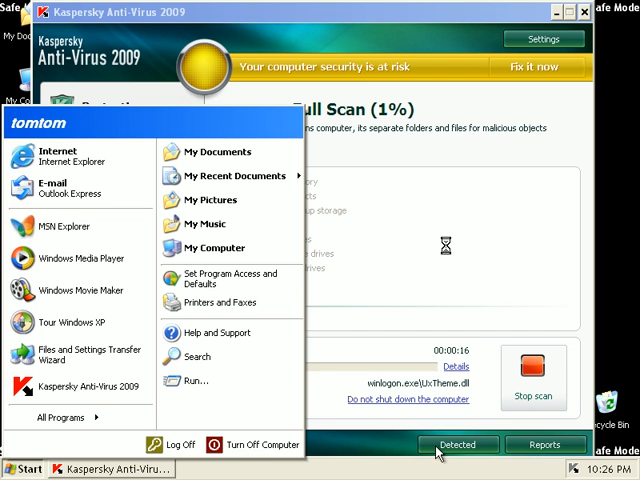 Safe Mode
Safe Mode
Kaspersky Anti-Virus 2009
Kaspersky
Anti-Virus 2009
Settings
Your computer security is at risk
Fix it now
My Doc
My Co
Full Scan (1%)
computer, its separate folders and files for malicious objects
up storage
drives
drives
00:00:16
Details
winlogon.exe\UxTheme.dll
Do not shut down the computer
Stop scan
Detected
Reports
tomtom
Internet
Internet Explorer
E-mail
Outlook Express
MSN Explorer
Windows Media Player
Windows Movie Maker
Tour Windows XP
Files and Settings Transfer
Wizard
Kaspersky Anti-Virus 2009
All Programs
My Documents
My Recent Documents
My Pictures
My Music
My Computer
Set Program Access and
Defaults
Printers and Faxes
Help and Support
Search
Run...
Log Off
Turn Off Computer
ecycle Bin
Safe Mode
Start
Kaspersky Anti-Viru...
10:26 PM